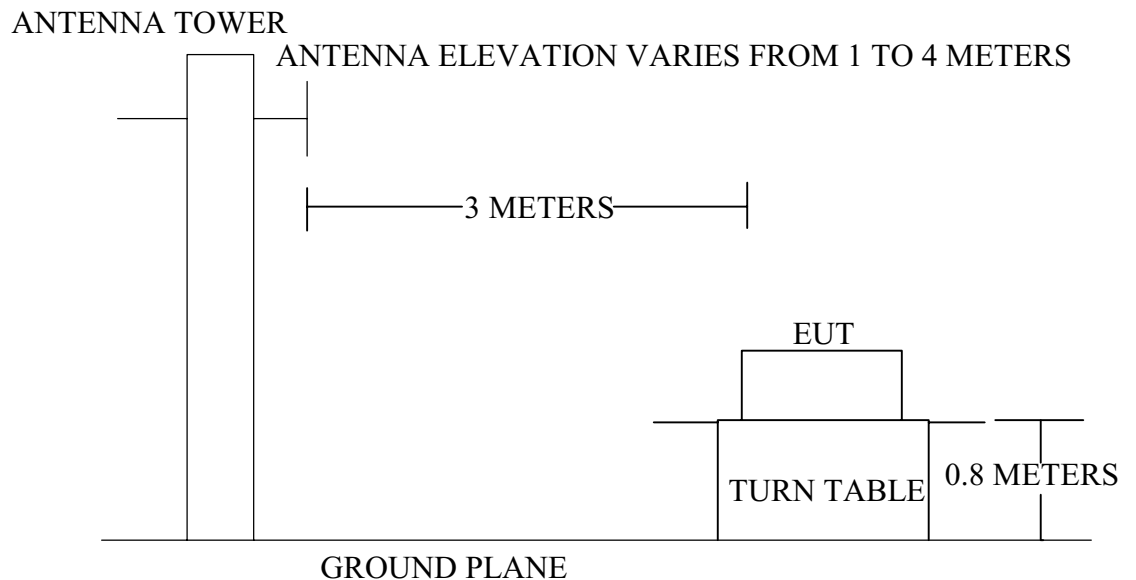 ANTENNA TOWER
ANTENNA ELEVATION VARIES FROM 1 TO 4 METERS
3 METERS
EUT
TURN TABLE
0.8 METERS
GROUND PLANE